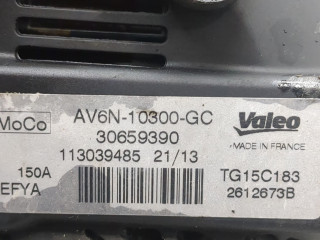 MoCo AV6N-10300-GC Valeo
30659390 MADE IN FRANCE
113039485 21/13
150A TG15C183
EFYA 2612673B